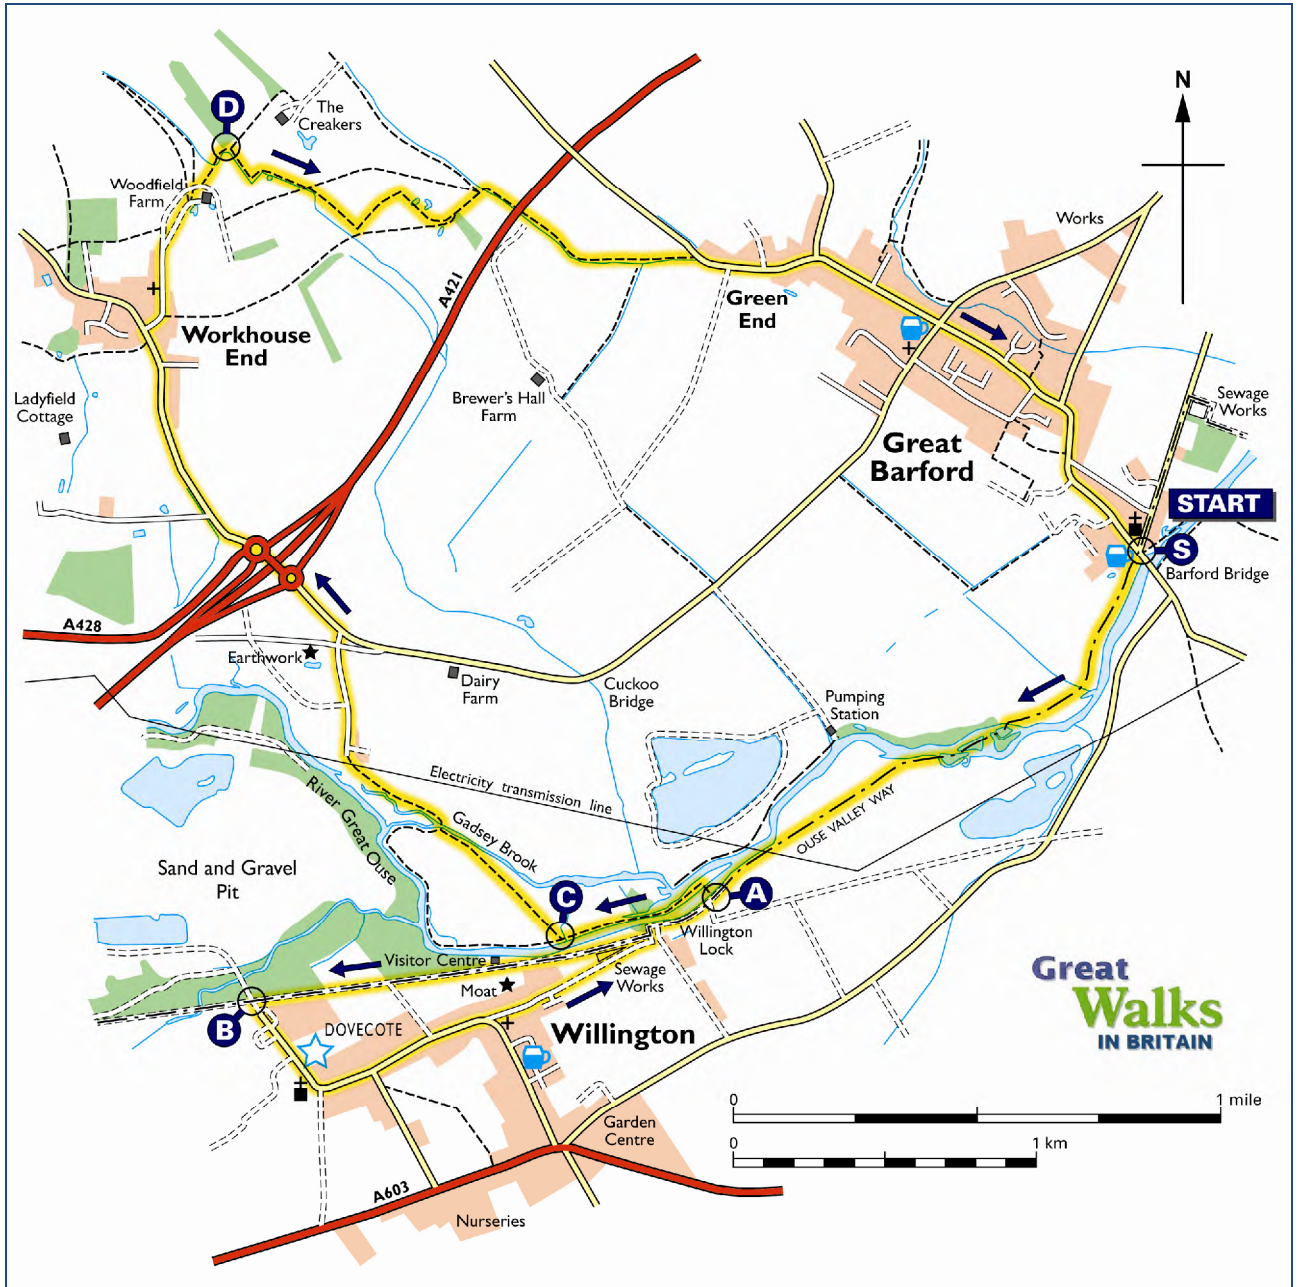 D
The
Creakers
N
Woodfield
Farm
Works
A421
Green
End
Workhouse
End
Ladyfield
Cottage
Brewer's Hall
Farm
Sewage
Works
Great
Barford
START
S
Barford Bridge
A428
Earthwork
Dairy
Farm
Cuckoo
Bridge
Pumping
Station
Electricity transmission line
River Great Ouse
Gadsey Brook
OUSE VALLEY WAY
Sand and Gravel
Pit
C
A
Willington
Lock
Visitor Centre
Sewage
Works
Moat
B
DOVECOTE
Willington
Great
Walks
IN BRITAIN
0
1 mile
0
1 km
Garden
Centre
A603
Nurseries